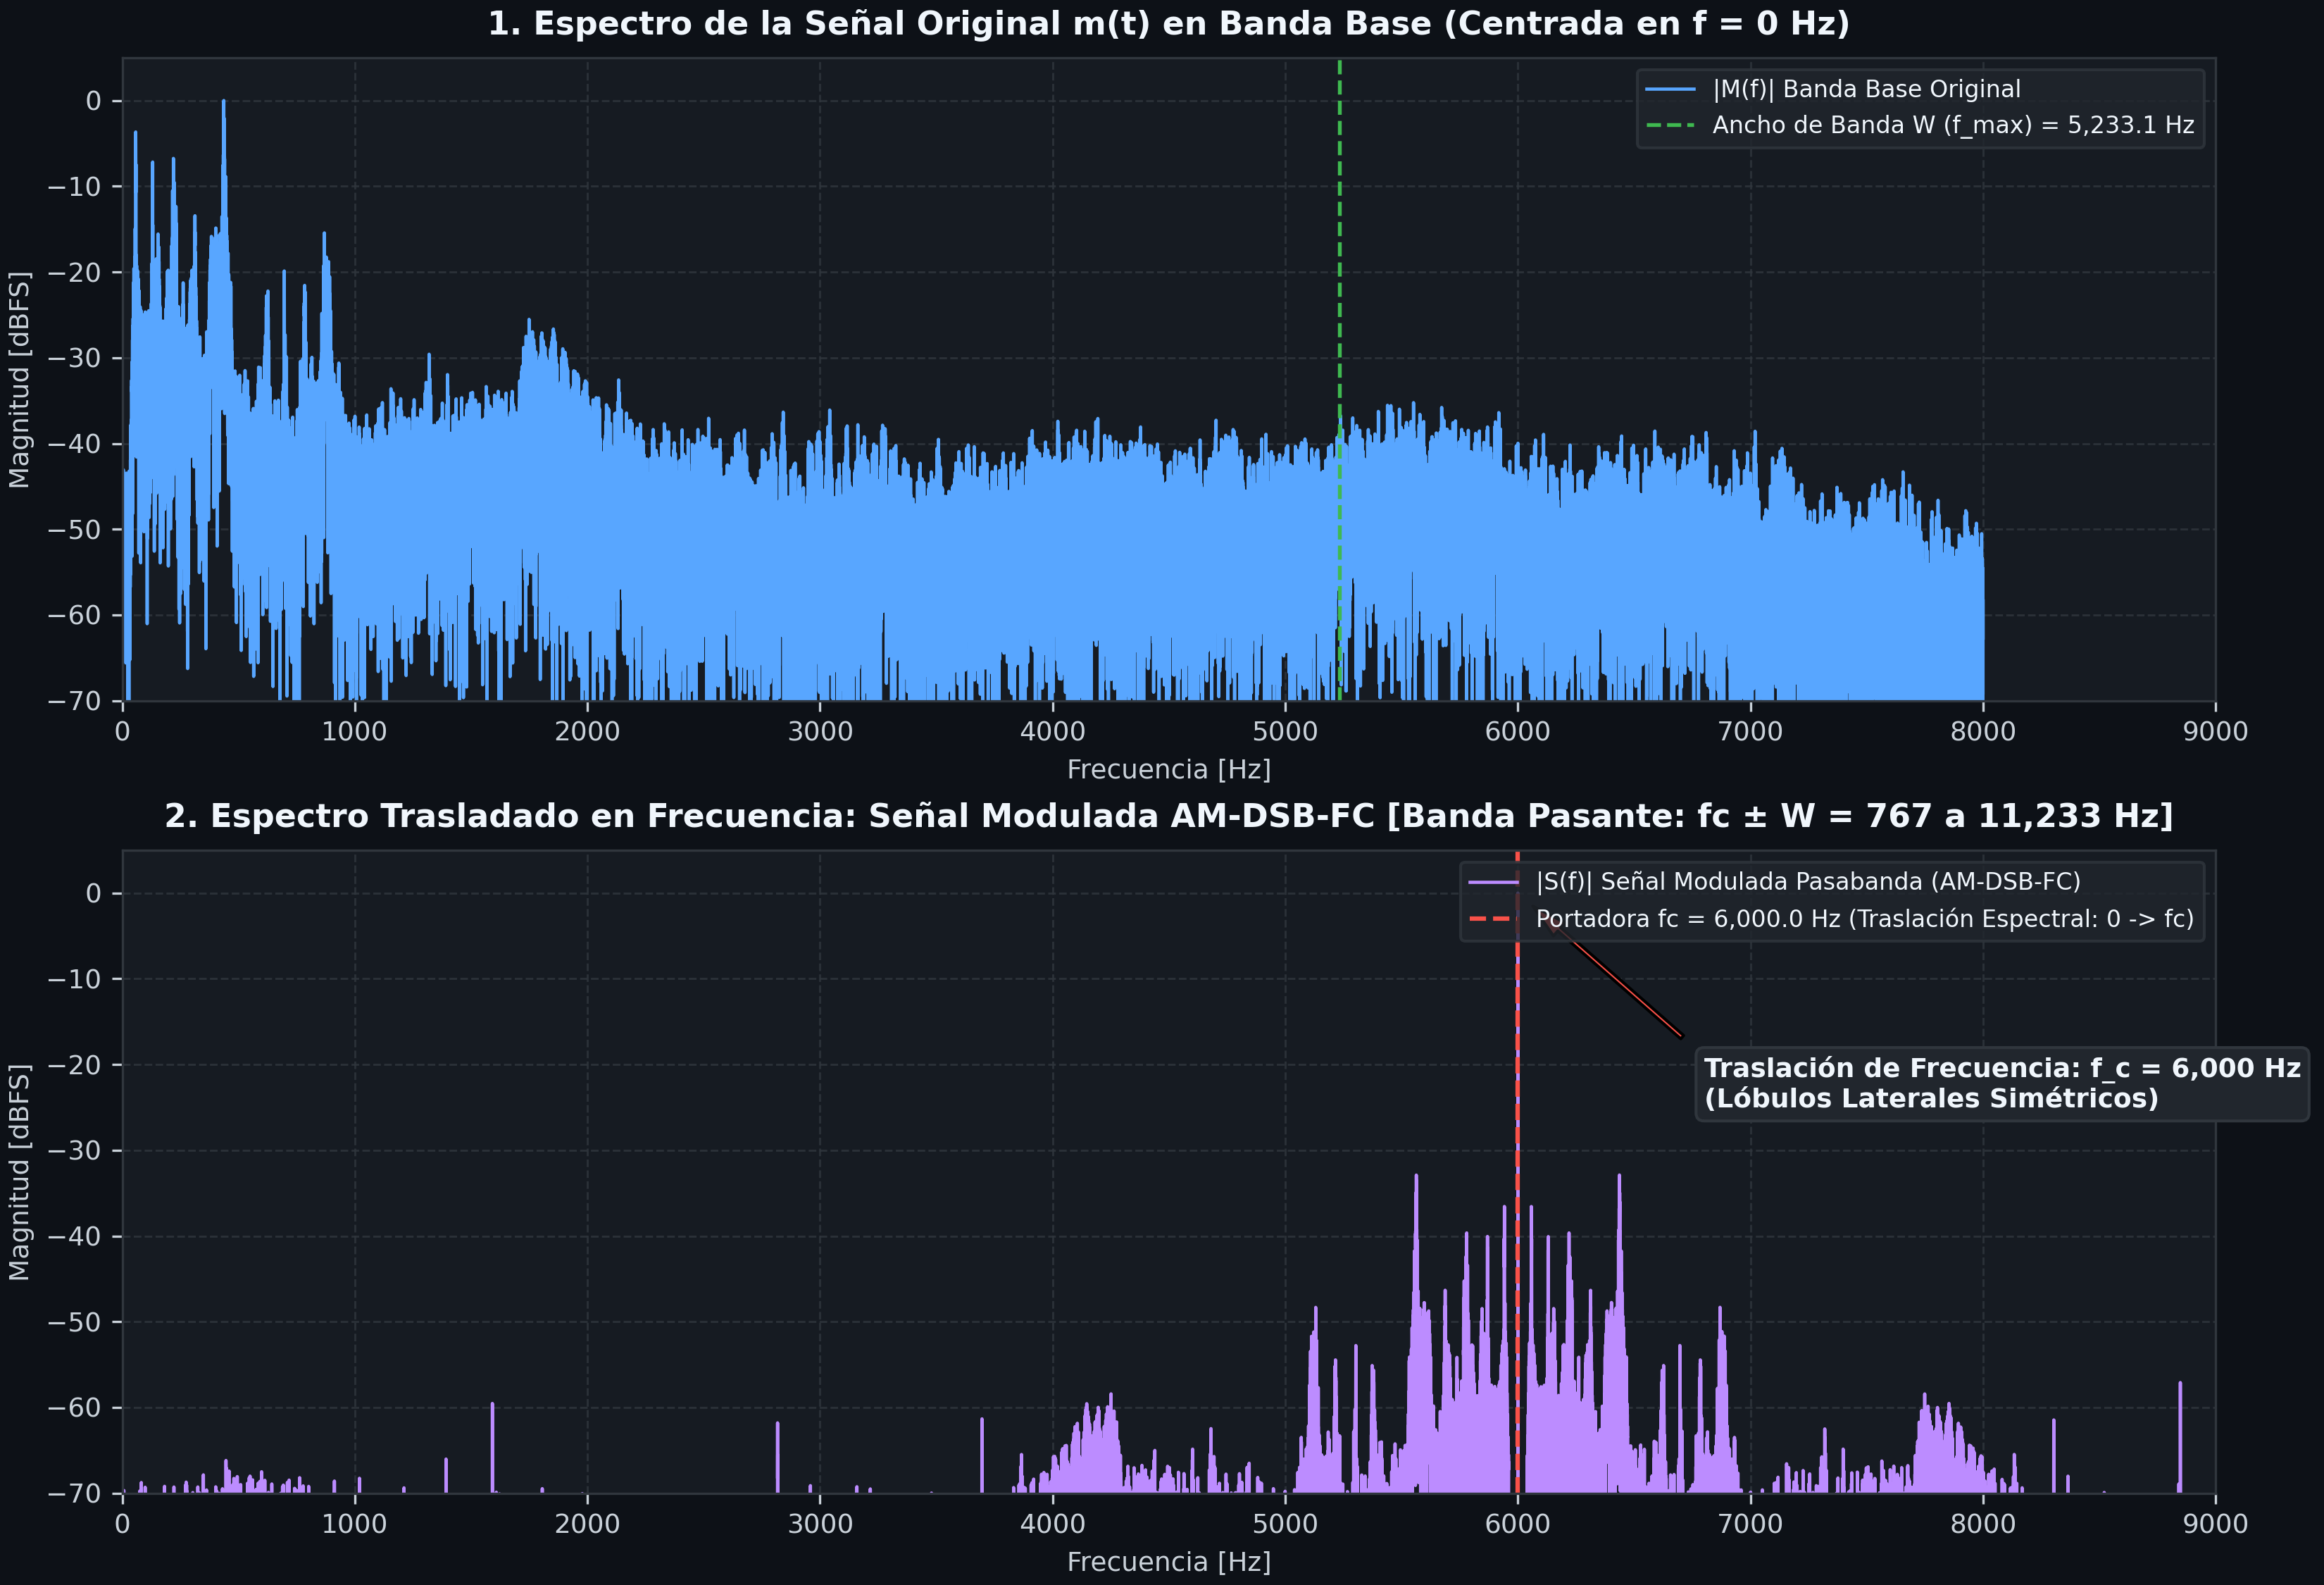 1. Espectro de la Señal Original m(t) en Banda Base (Centrada en f = 0 Hz)
|M(f)| Banda Base Original
Ancho de Banda W (f_max) = 5,233.1 Hz
Magnitud [dBFS]
0
−10
−20
−30
−40
−50
−60
−70
0 1000 2000 3000 4000 5000 6000 7000 8000 9000
Frecuencia [Hz]
2. Espectro Trasladado en Frecuencia: Señal Modulada AM-DSB-FC [Banda Pasante: fc ± W = 767 a 11,233 Hz]
|S(f)| Señal Modulada Pasabanda (AM-DSB-FC)
Portadora fc = 6,000.0 Hz (Traslación Espectral: 0 -> fc)
Traslación de Frecuencia: f_c = 6,000 Hz
(Lóbulos Laterales Simétricos)
Magnitud [dBFS]
0
−10
−20
−30
−40
−50
−60
−70
0 1000 2000 3000 4000 5000 6000 7000 8000 9000
Frecuencia [Hz]